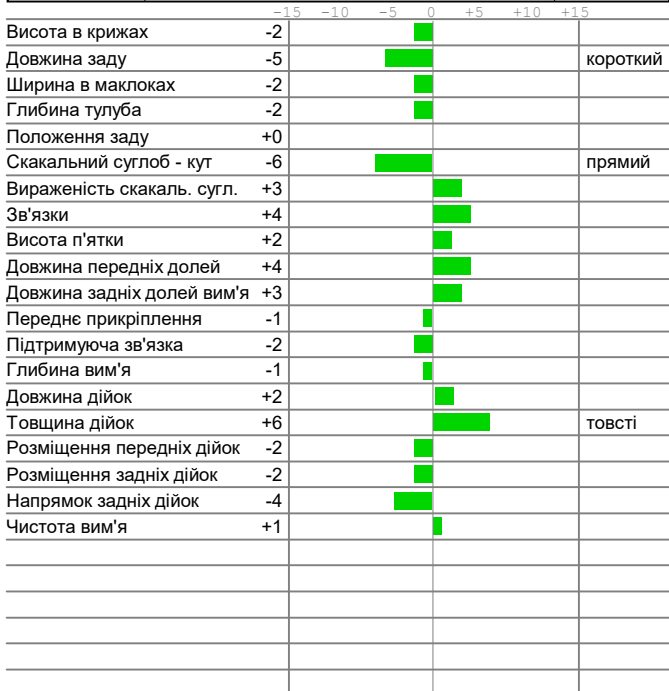 -15 -10 -5 0 +5 +10 +15
Висота в крижах -2
Довжина заду -5 короткий
Ширина в маклоках -2
Глибина тулуба -2
Положення заду +0
Скакальний суглоб - кут -6 прямий
Вираженість скакаль. сугл. +3
Зв'язки +4
Висота п'ятки +2
Довжина передніх долей +4
Довжина задніх долей вим'я +3
Переднє прикріплення -1
Підтримуюча зв'язка -2
Глибина вим'я -1
Довжина дійок +2
Товщина дійок +6 товсті
Розміщення передніх дійок -2
Розміщення задніх дійок -2
Напрямок задніх дійок -4
Чистота вим'я +1